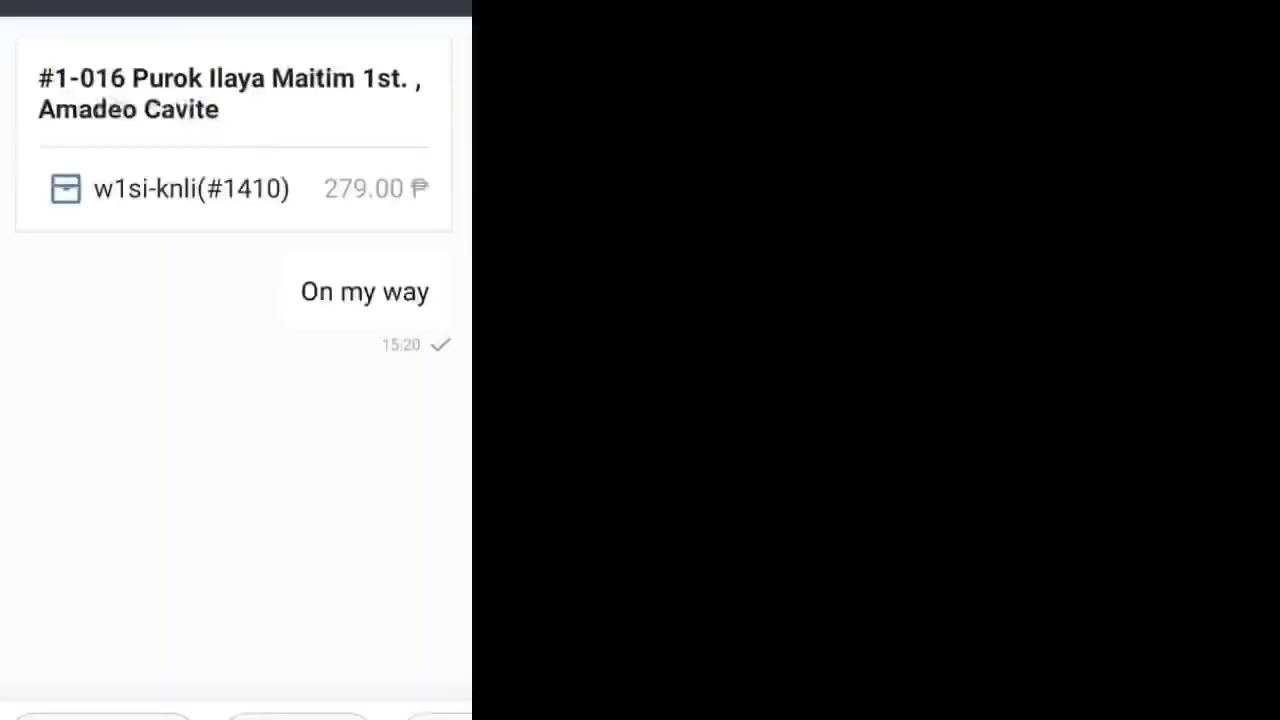 #1-016 Purok Ilaya Maitim 1st. ,
Amadeo Cavite
w1si-knli(#1410) 279.00 ₱
On my way
15:20